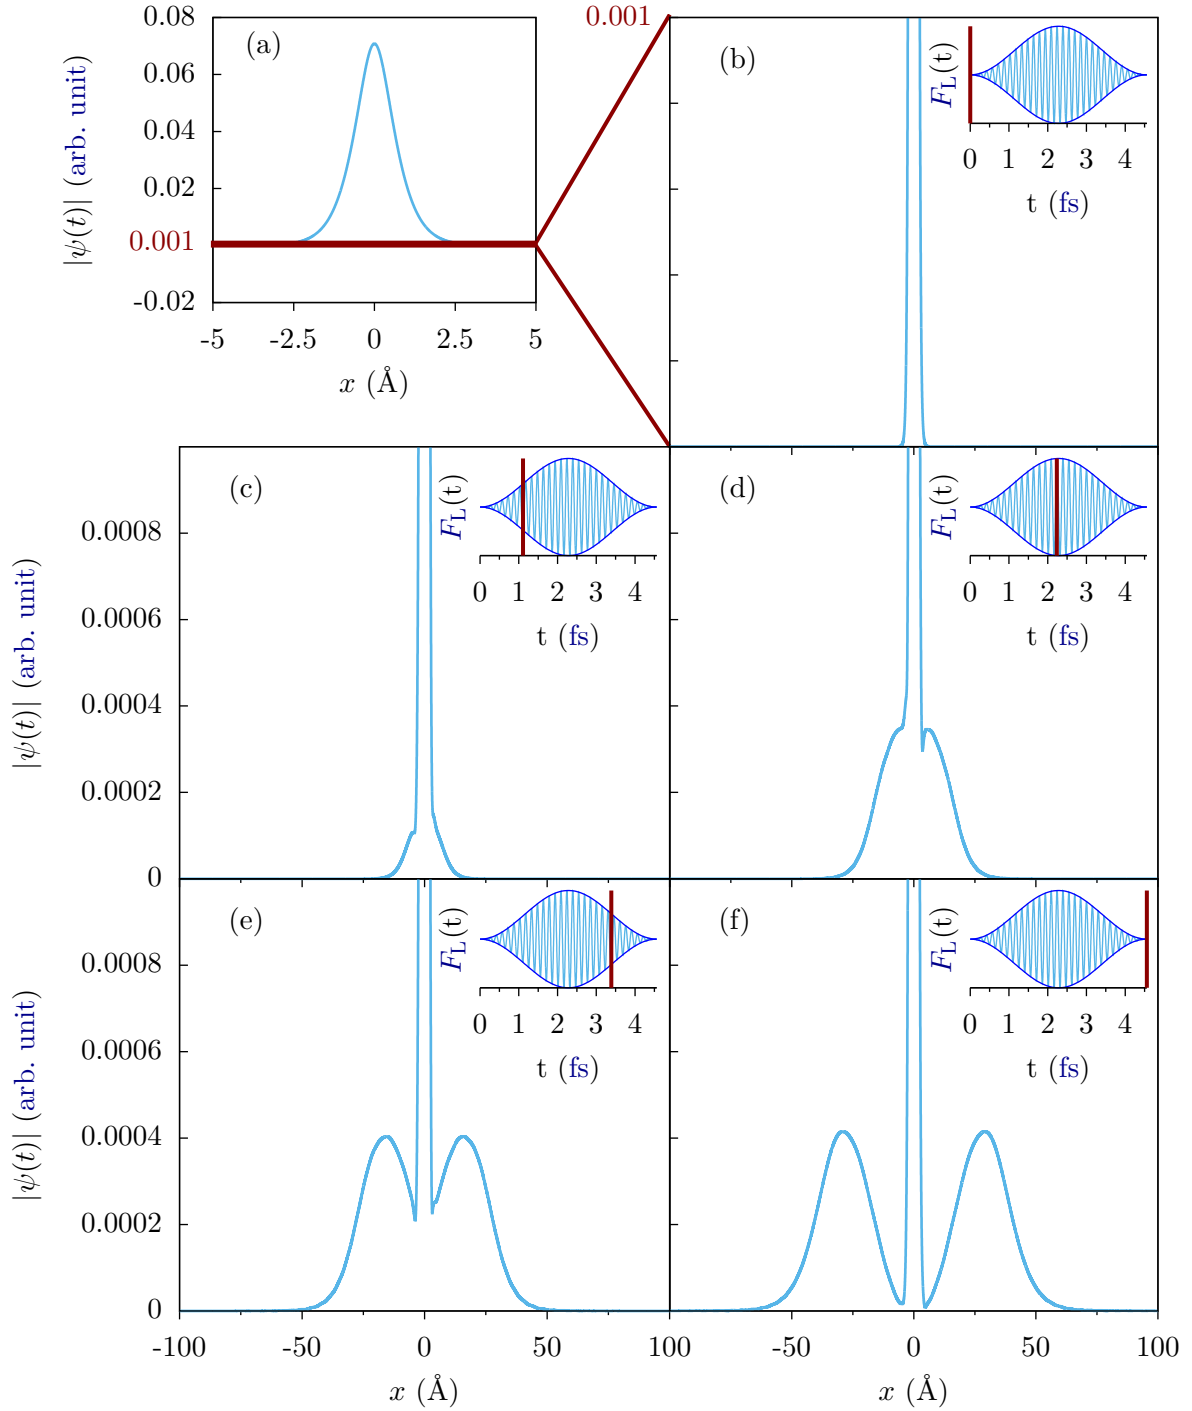 0.08
0.06
0.04
0.02
0.001
-0.02
|ψ(t)| (arb. unit)
(a)
-5 -2.5 0 2.5 5
x (Å)
0.001
(b)
F_L(t)
0 1 2 3 4
t (fs)
(c)
F_L(t)
0 1 2 3 4
t (fs)
0.0008
0.0006
0.0004
0.0002
0
|ψ(t)| (arb. unit)
(d)
F_L(t)
0 1 2 3 4
t (fs)
(e)
F_L(t)
0 1 2 3 4
t (fs)
0.0008
0.0006
0.0004
0.0002
0
|ψ(t)| (arb. unit)
-100 -50 0 50 100
x (Å)
(f)
F_L(t)
0 1 2 3 4
t (fs)
-50 0 50 100
x (Å)